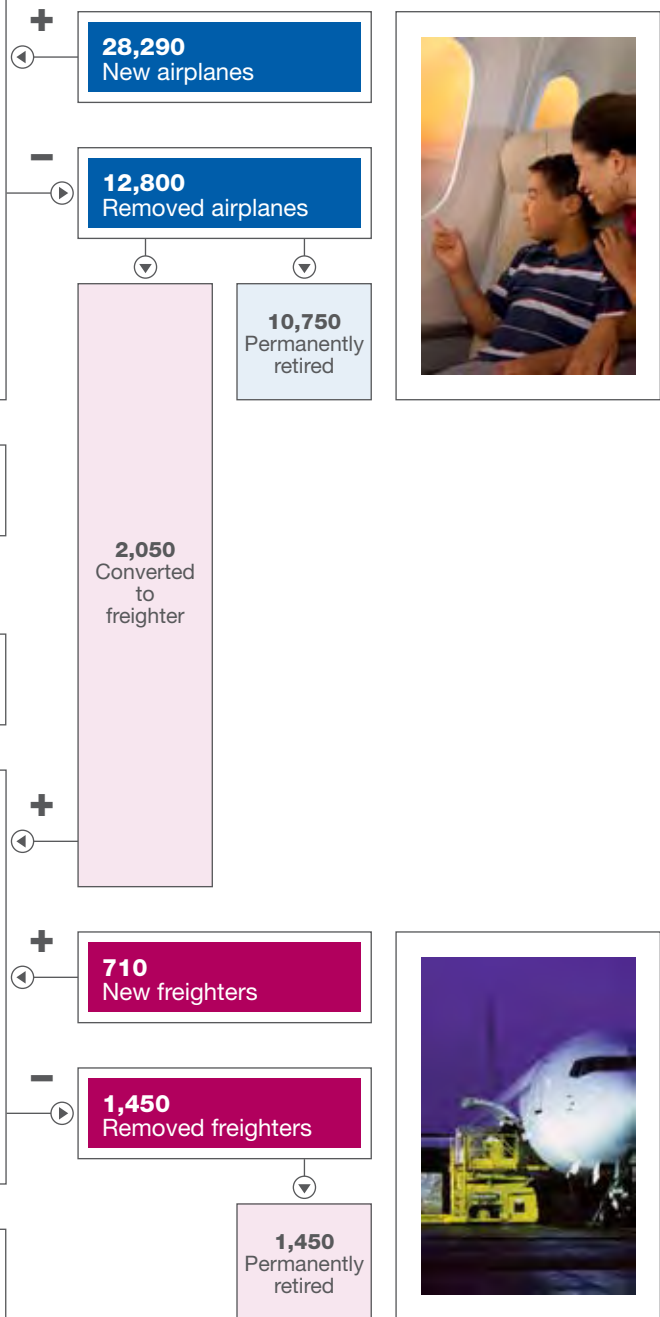 +
28,290
New airplanes
−
12,800
Removed airplanes
10,750
Permanently
retired
2,050
Converted
to
freighter
+
+
710
New freighters
−
1,450
Removed freighters
1,450
Permanently
retired